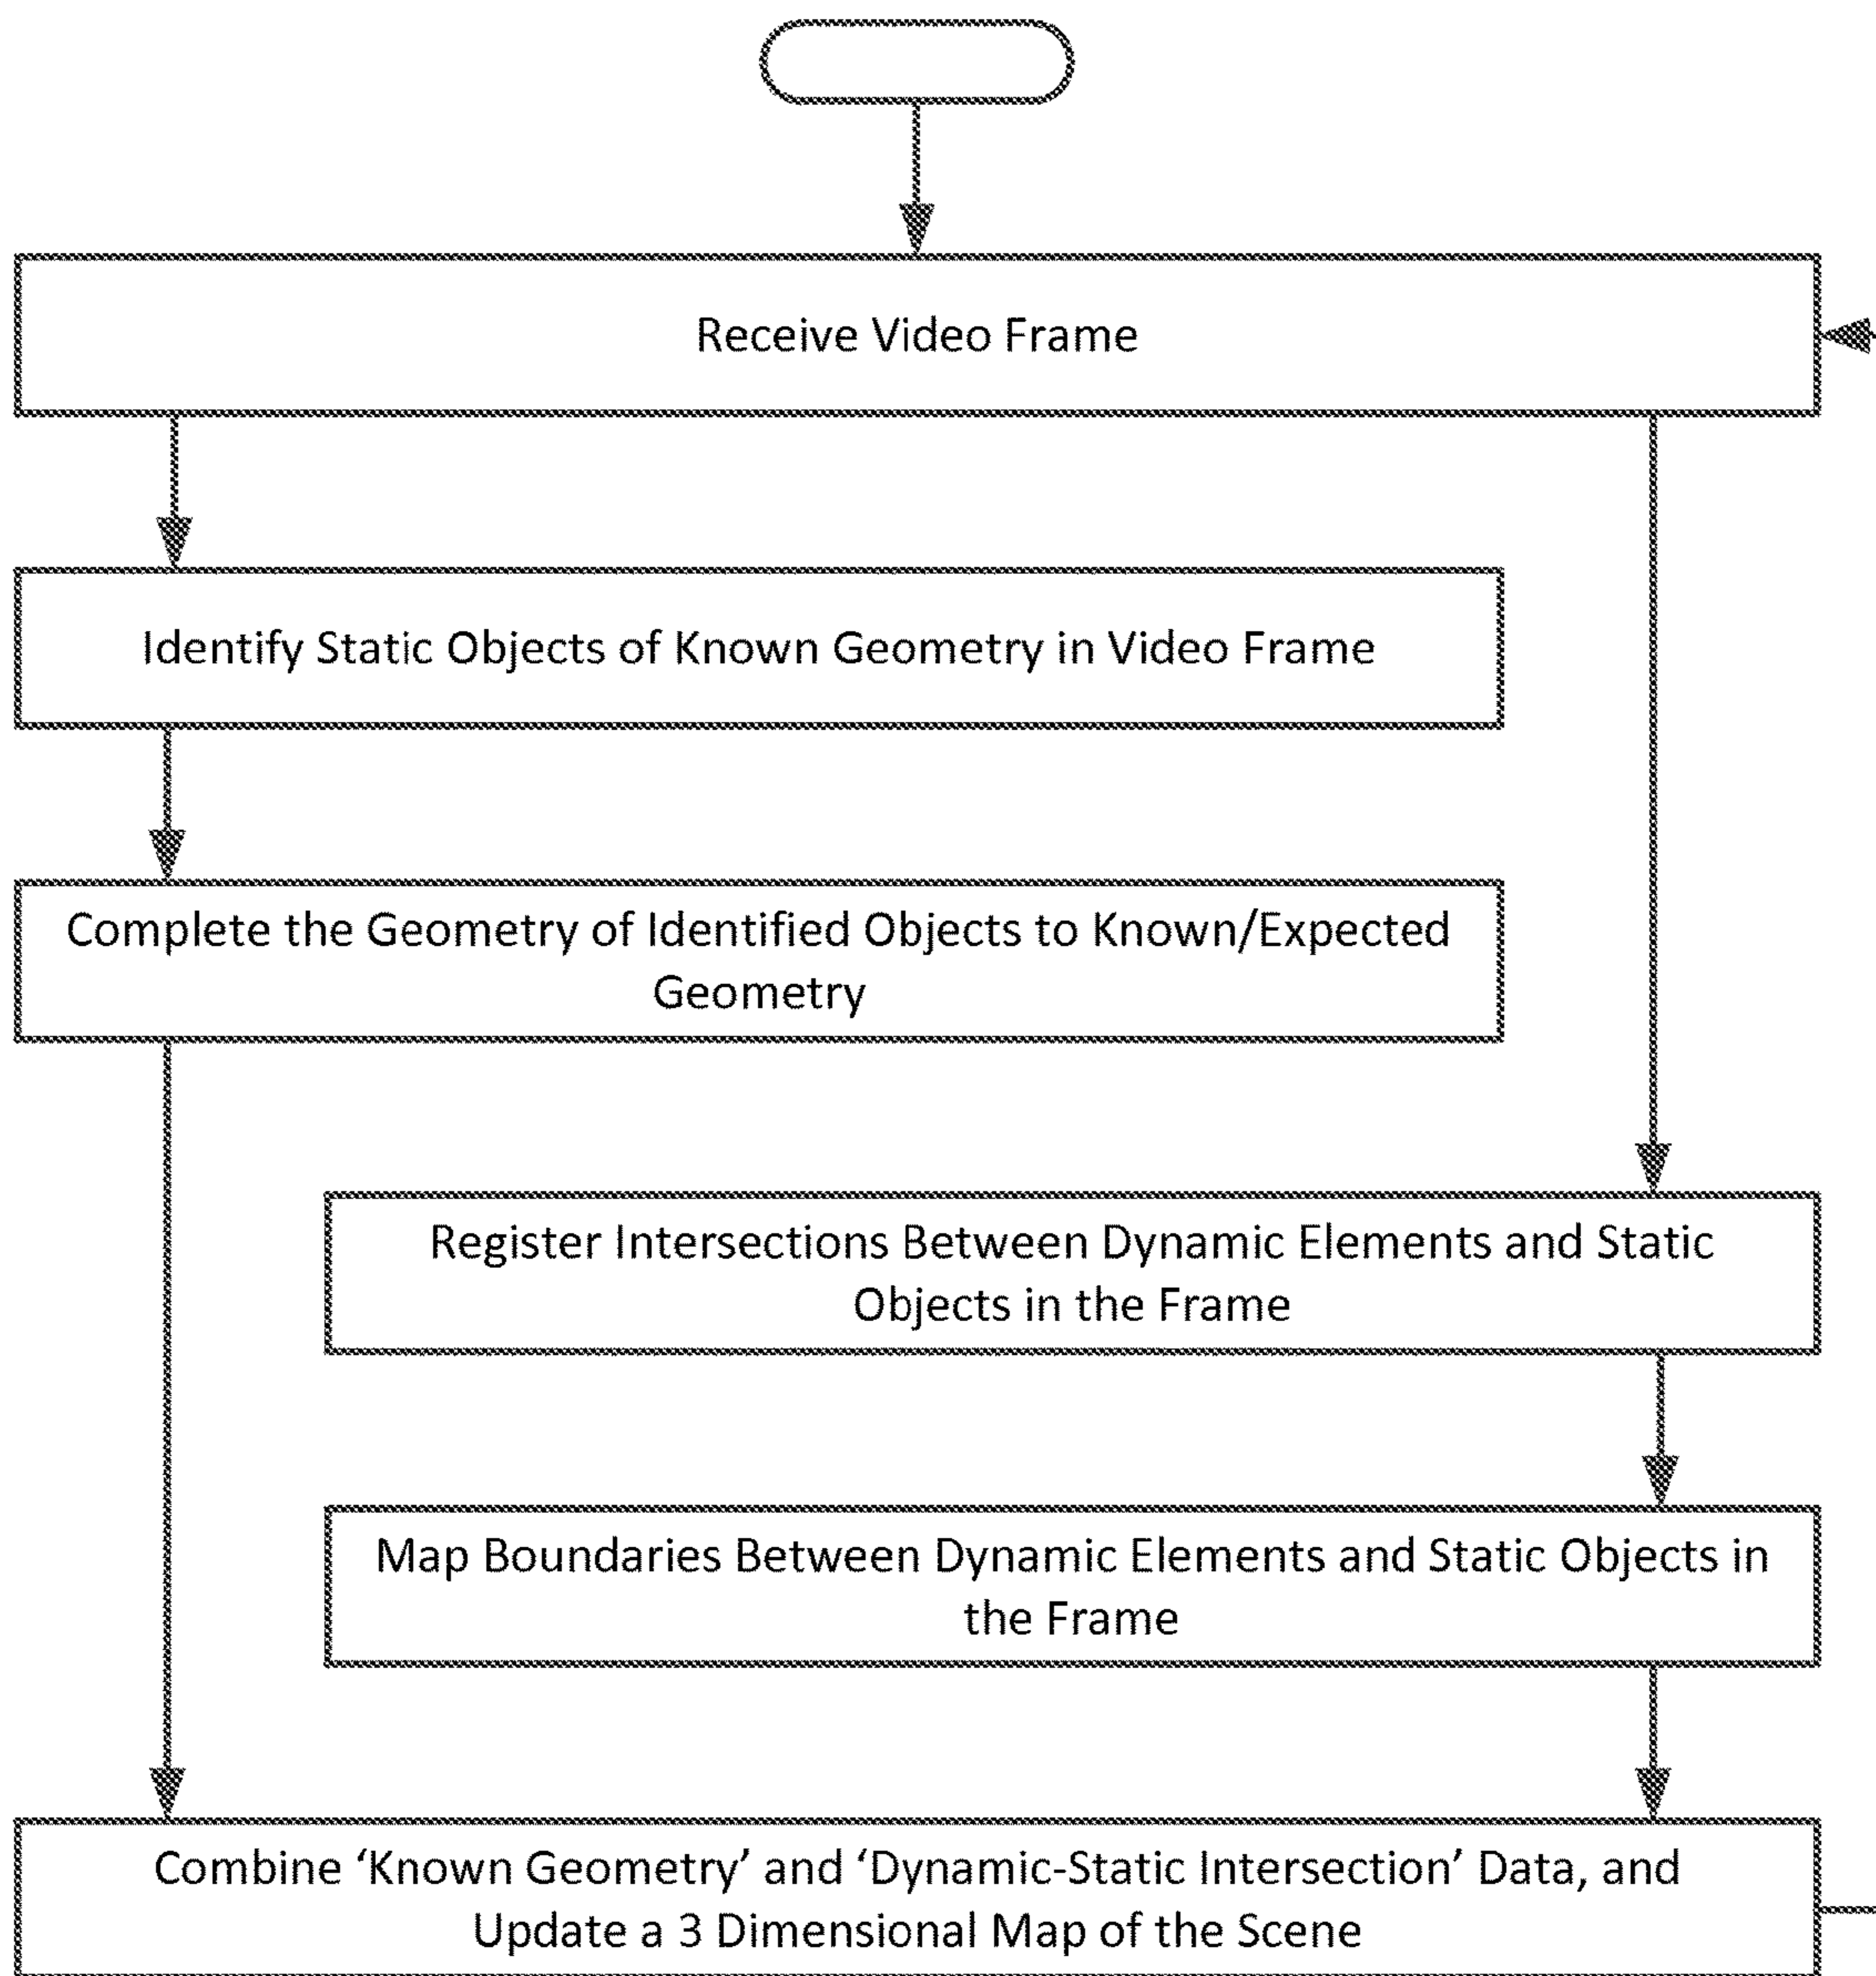 Receive Video Frame
Identify Static Objects of Known Geometry in Video Frame
Complete the Geometry of Identified Objects to Known/Expected
Geometry
Register Intersections Between Dynamic Elements and Static
Objects in the Frame
Map Boundaries Between Dynamic Elements and Static Objects in
the Frame
Combine ‘Known Geometry’ and ‘Dynamic-Static Intersection’ Data, and
Update a 3 Dimensional Map of the Scene